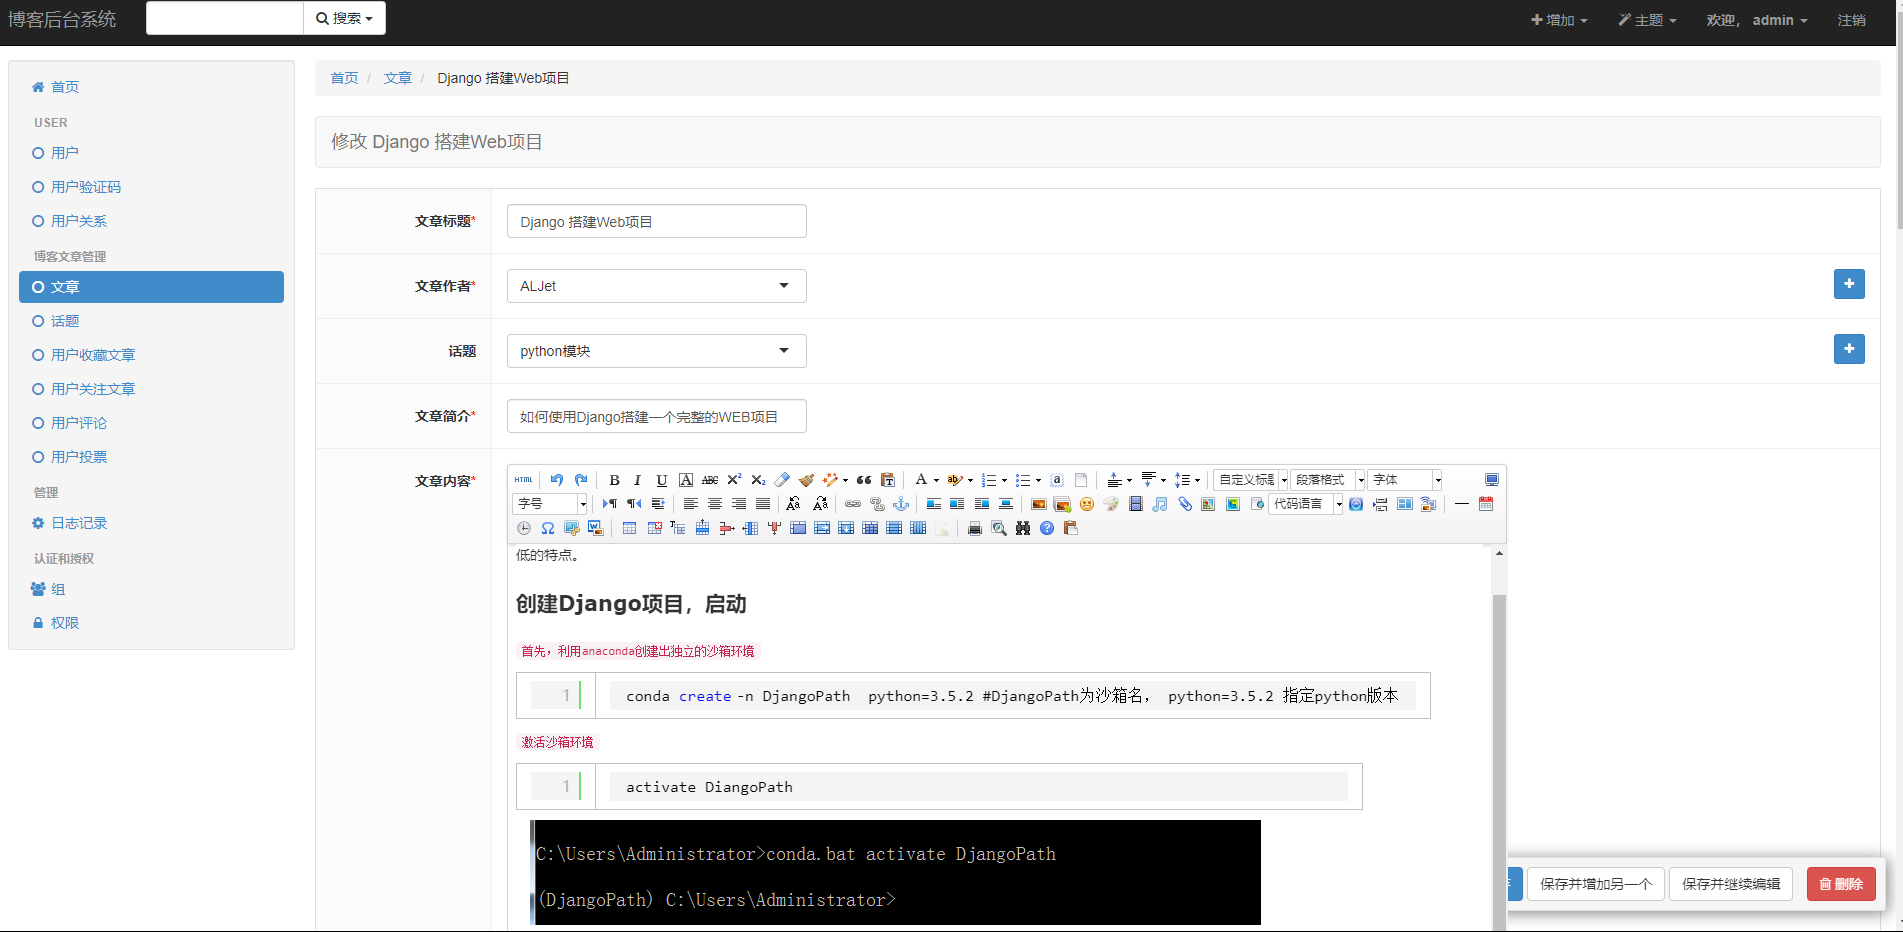 博客后台系统 搜索 增加 主题 欢迎， admin 注销
首页
USER
用户
用户验证码
用户关系
博客文章管理
文章
话题
用户收藏文章
用户关注文章
用户评论
用户投票
管理
日志记录
认证和授权
组
权限
首页 / 文章 / Django 搭建Web项目
修改 Django 搭建Web项目
文章标题* Django 搭建Web项目
文章作者* ALJet
话题 python模块
文章简介* 如何使用Django搭建一个完整的WEB项目
文章内容*
HTML B I U A ABC X² X₂ A 自定义标题 段落格式 字体
字号 代码语言
低的特点。
创建Django项目，启动
首先，利用anaconda创建出独立的沙箱环境
1 conda create -n DjangoPath python=3.5.2 #DjangoPath为沙箱名， python=3.5.2 指定python版本
激活沙箱环境
1 activate DiangoPath
C:\Users\Administrator>conda.bat activate DjangoPath
(DjangoPath) C:\Users\Administrator>
保存并增加另一个 保存并继续编辑 删除